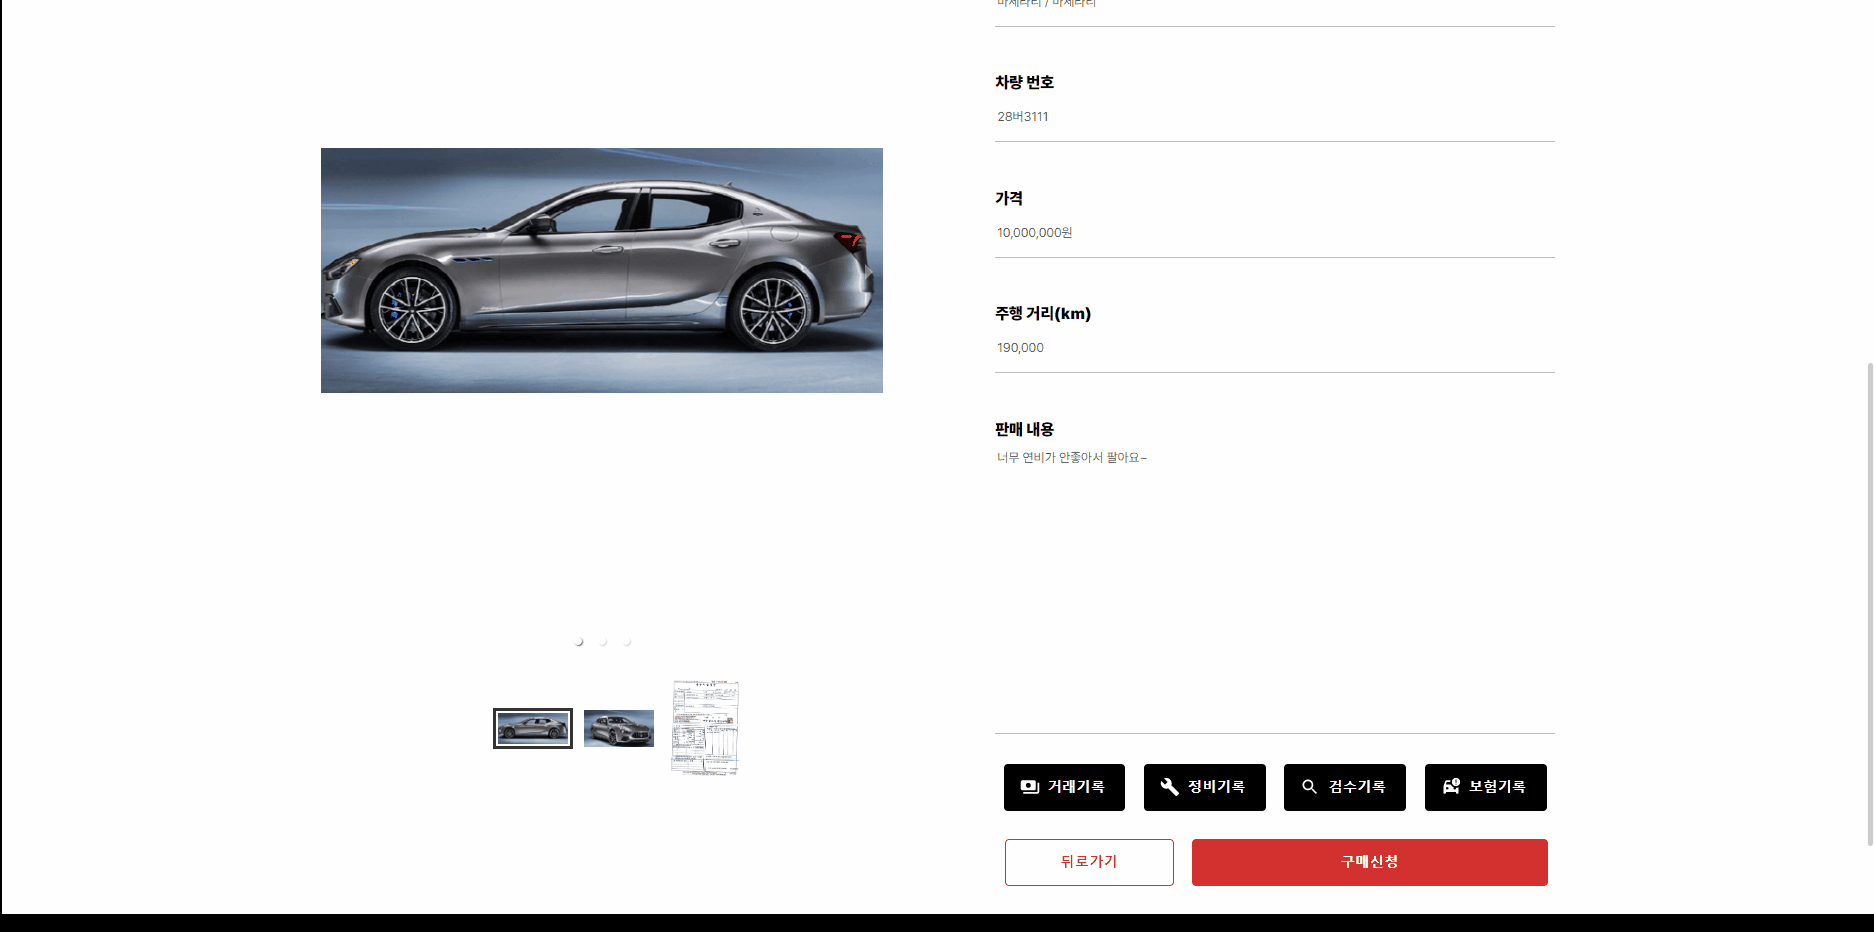 마세라티 / 마세라티
차량 번호
28버3111
가격
10,000,000원
주행 거리(km)
190,000
판매 내용
너무 연비가 안좋아서 팔아요~
거래기록 정비기록 검수기록 보험기록
뒤로가기 구매신청